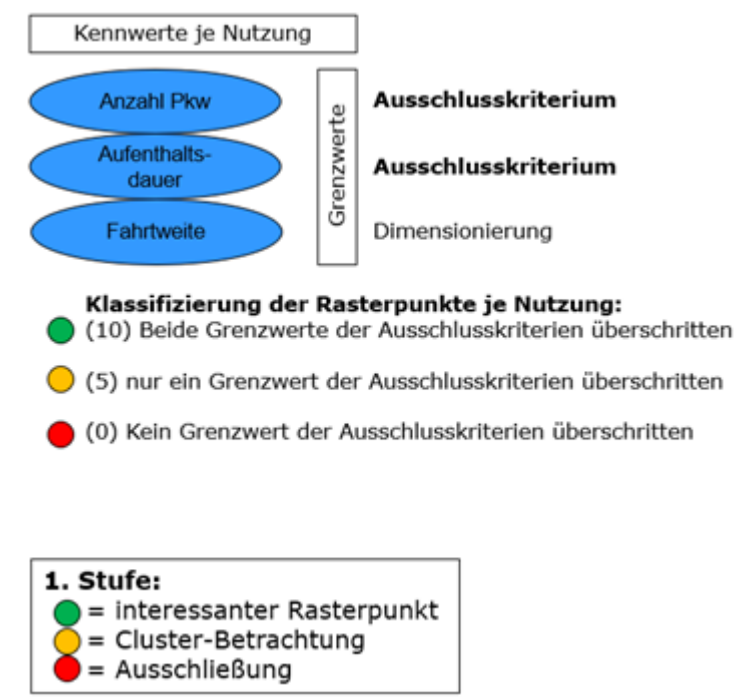 Kennwerte je Nutzung
Anzahl Pkw
Grenzwerte
Ausschlusskriterium
Aufenthalts-
dauer
Ausschlusskriterium
Fahrtweite
Dimensionierung
Klassifizierung der Rasterpunkte je Nutzung:
(10) Beide Grenzwerte der Ausschlusskriterien überschritten
(5) nur ein Grenzwert der Ausschlusskriterien überschritten
(0) Kein Grenzwert der Ausschlusskriterien überschritten
1. Stufe:
= interessanter Rasterpunkt
= Cluster-Betrachtung
= Ausschließung